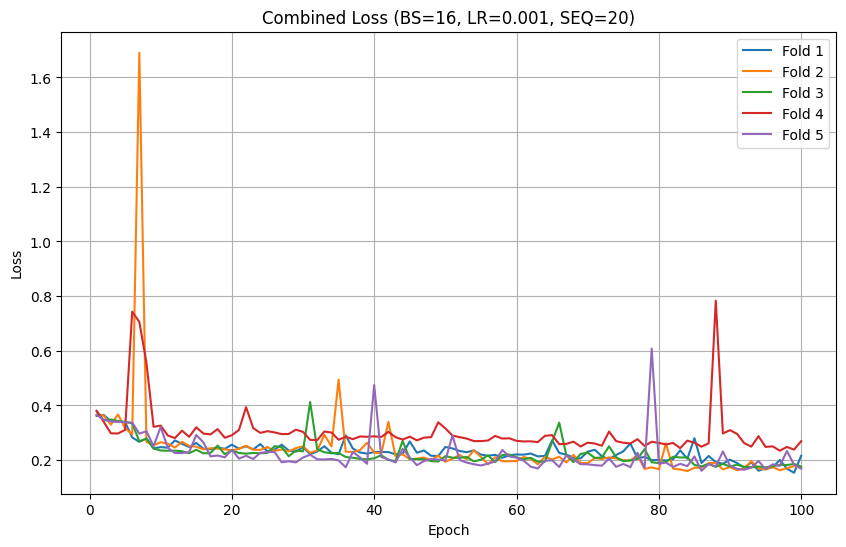 Combined Loss (BS=16, LR=0.001, SEQ=20)
Loss
1.6
1.4
1.2
1.0
0.8
0.6
0.4
0.2
Fold 1
Fold 2
Fold 3
Fold 4
Fold 5
0 20 40 60 80 100
Epoch